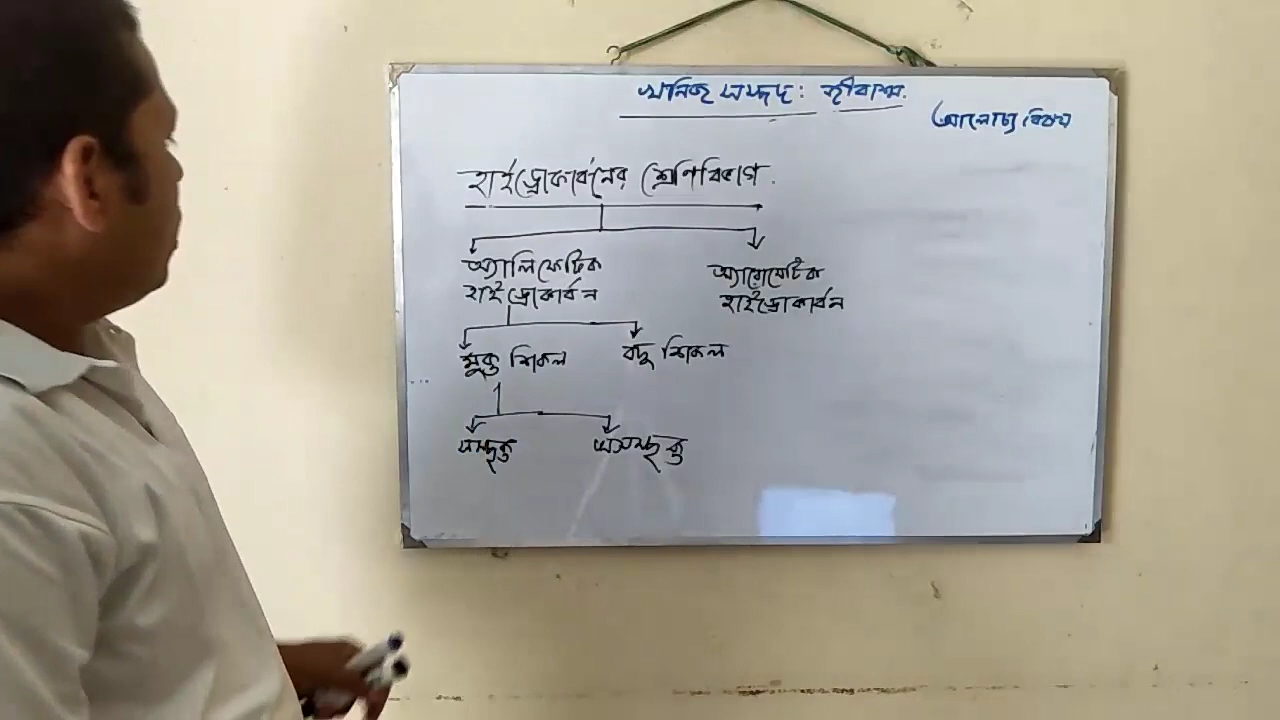 খনিজ সম্পদ: জীবাশ্ম.
আলোচ্য বিষয়
হাইড্রোকার্বনের শ্রেণিবিভাগ.
অ্যালিফেটিক
হাইড্রোকার্বন
অ্যারোমেটিক
হাইড্রোকার্বন
মুক্ত শিকল
বদ্ধ শিকল
সম্পৃক্ত
অসম্পৃক্ত